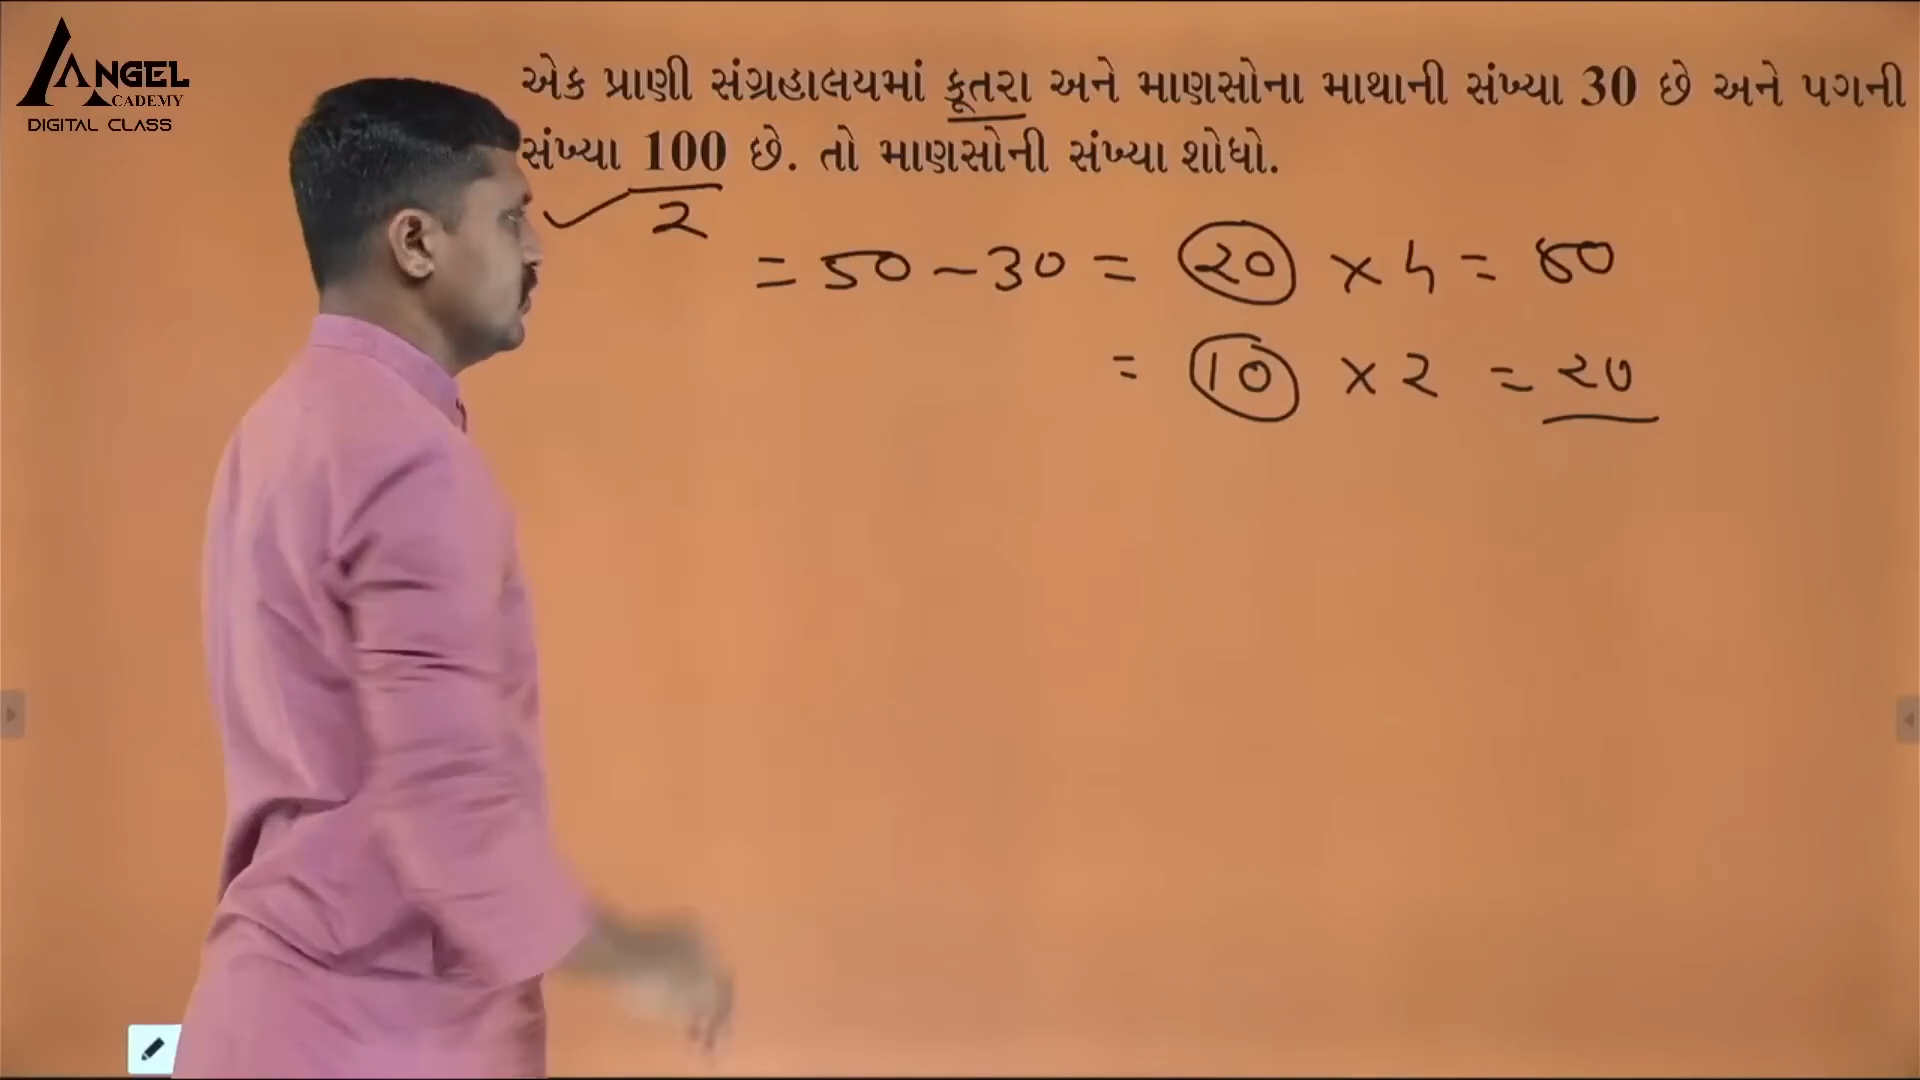 ANGEL
ACADEMY
DIGITAL CLASS
એક પ્રાણી સંગ્રહાલયમાં કૂતરા અને માણસોના માથાની સંખ્યા 30 છે અને પગની
સંખ્યા 100 છે. તો માણસોની સંખ્યા શોધો.
2
= 50 - 30 = 20 × 4 = 80
= 10 × 2 = 20